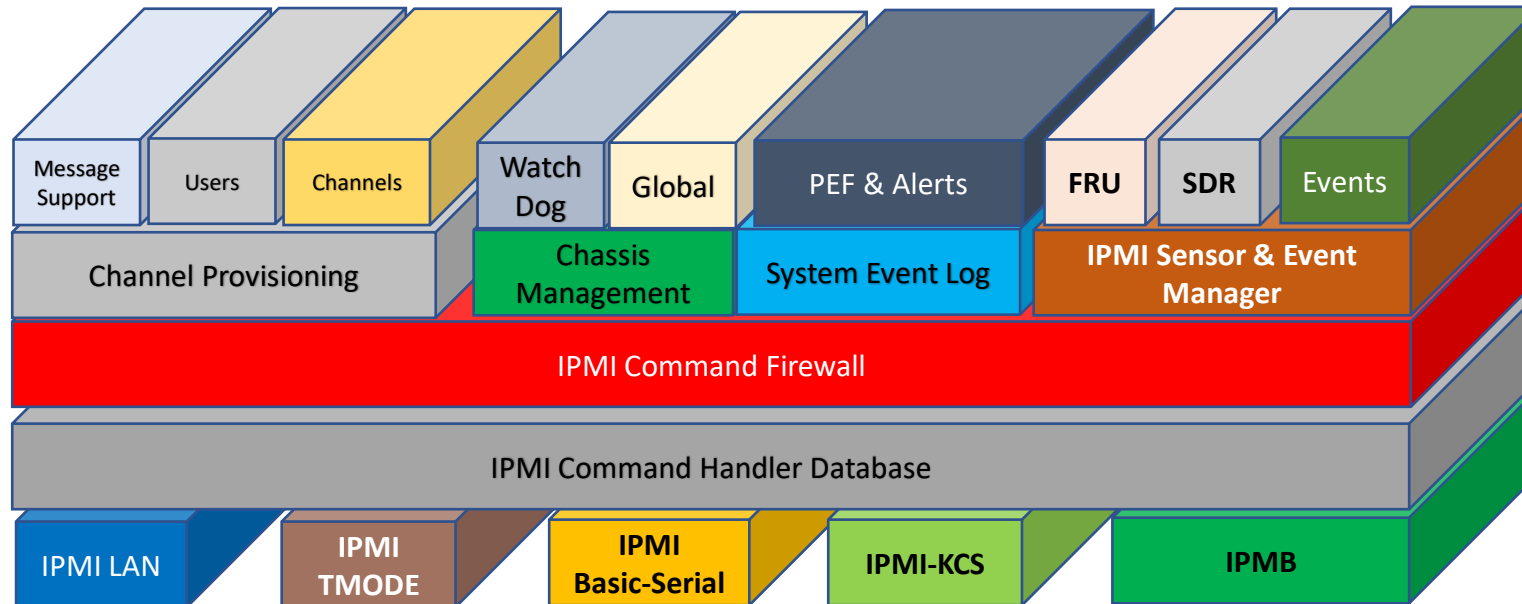 Message
Support
Users
Channels
Watch
Dog
Global
PEF & Alerts
FRU
SDR
Events
Channel Provisioning
Chassis
Management
System Event Log
IPMI Sensor & Event
Manager
IPMI Command Firewall
IPMI Command Handler Database
IPMI LAN
IPMI
TMODE
IPMI
Basic-Serial
IPMI-KCS
IPMB